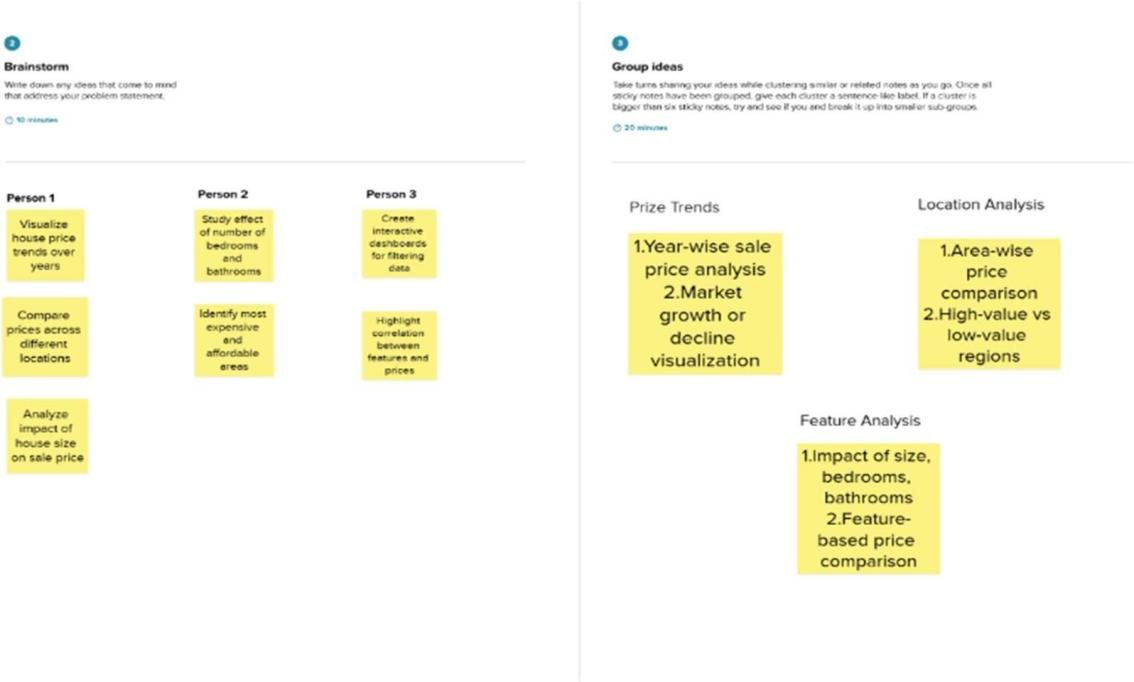 2
Brainstorm
Write down any ideas that come to mind
that address your problem statement.
10 minutes
Person 1
Visualize
house price
trends over
years
Compare
prices across
different
locations
Analyze
impact of
house size
on sale price
Person 2
Study effect
of number of
bedrooms
and
bathrooms
Identify most
expensive
and
affordable
areas
Person 3
Create
interactive
dashboards
for filtering
data
Highlight
correlation
between
features and
prices
3
Group ideas
Take turns sharing your ideas while clustering similar or related notes as you go. Once all
sticky notes have been grouped, give each cluster a sentence-like label. If a cluster is
bigger than six sticky notes, try and see if you and break it up into smaller sub-groups.
20 minutes
Prize Trends
1.Year-wise sale
price analysis
2.Market
growth or
decline
visualization
Location Analysis
1.Area-wise
price
comparison
2.High-value vs
low-value
regions
Feature Analysis
1.Impact of size,
bedrooms,
bathrooms
2.Feature-
based price
comparison